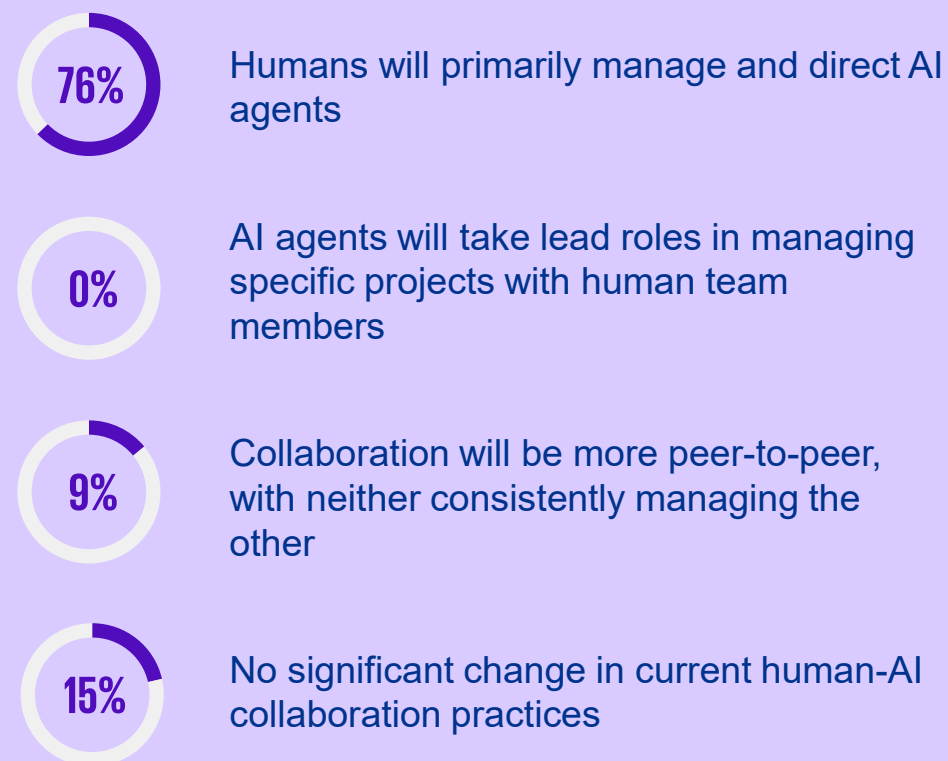 76%
Humans will primarily manage and direct AI
agents
0%
AI agents will take lead roles in managing
specific projects with human team
members
9%
Collaboration will be more peer-to-peer,
with neither consistently managing the
other
15%
No significant change in current human-AI
collaboration practices